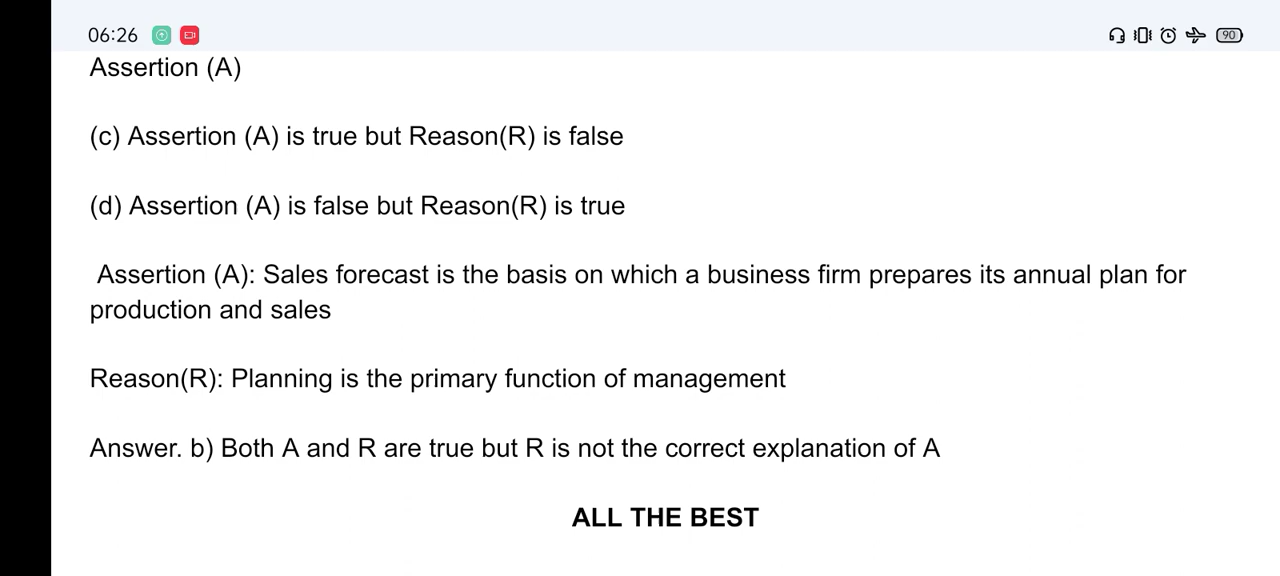 06:26
90
Assertion (A)
(c) Assertion (A) is true but Reason(R) is false
(d) Assertion (A) is false but Reason(R) is true
Assertion (A): Sales forecast is the basis on which a business firm prepares its annual plan for
production and sales
Reason(R): Planning is the primary function of management
Answer. b) Both A and R are true but R is not the correct explanation of A
ALL THE BEST